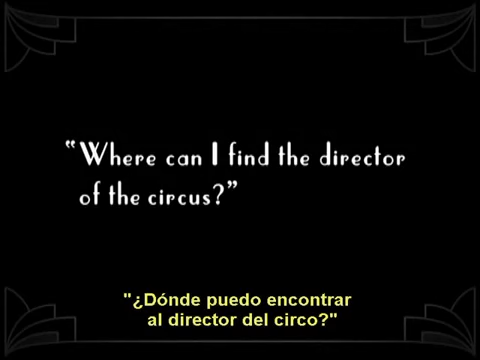 “Where can I find the director
of the circus?”
"¿Dónde puedo encontrar
al director del circo?"